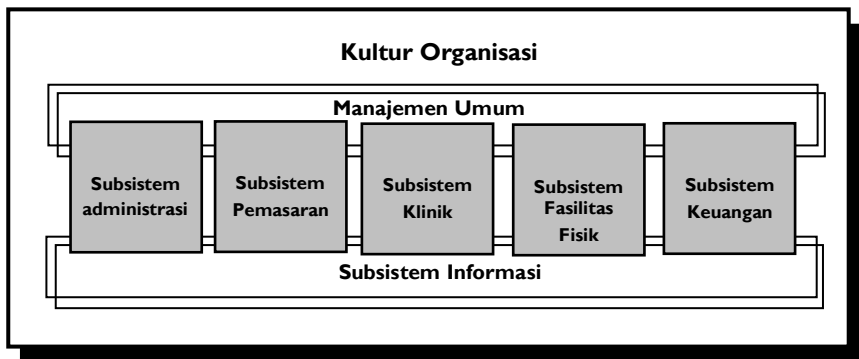 Kultur Organisasi
Manajemen Umum
Subsistem
administrasi
Subsistem
Pemasaran
Subsistem
Klinik
Subsistem
Fasilitas
Fisik
Subsistem
Keuangan
Subsistem Informasi